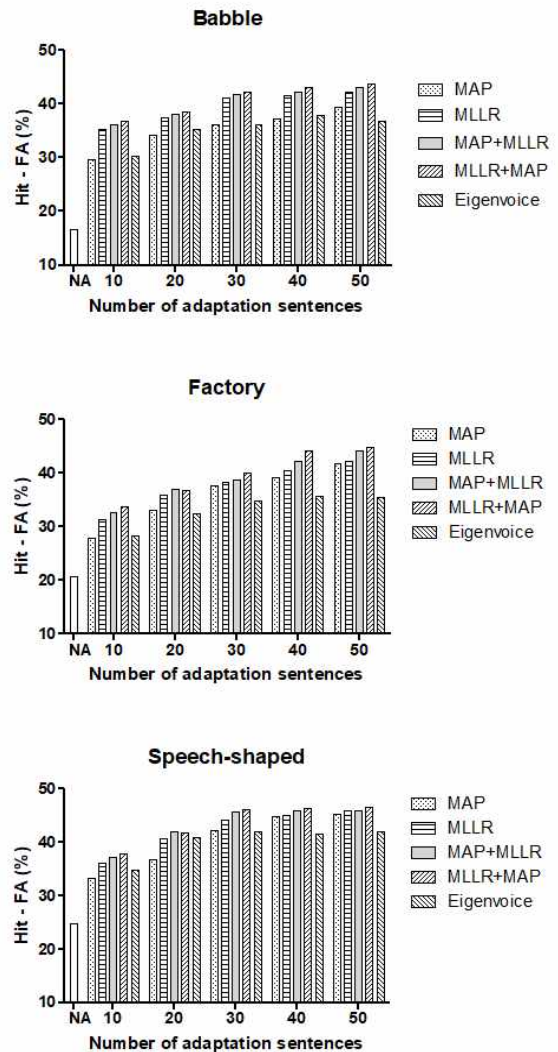 Babble
50
40
30
20
10
Hit - FA (%)
NA 10 20 30 40 50
Number of adaptation sentences
MAP
MLLR
MAP+MLLR
MLLR+MAP
Eigenvoice
Factory
50
40
30
20
10
Hit - FA (%)
NA 10 20 30 40 50
Number of adaptation sentences
MAP
MLLR
MAP+MLLR
MLLR+MAP
Eigenvoice
Speech-shaped
50
40
30
20
10
Hit - FA (%)
NA 10 20 30 40 50
Number of adaptation sentences
MAP
MLLR
MAP+MLLR
MLLR+MAP
Eigenvoice